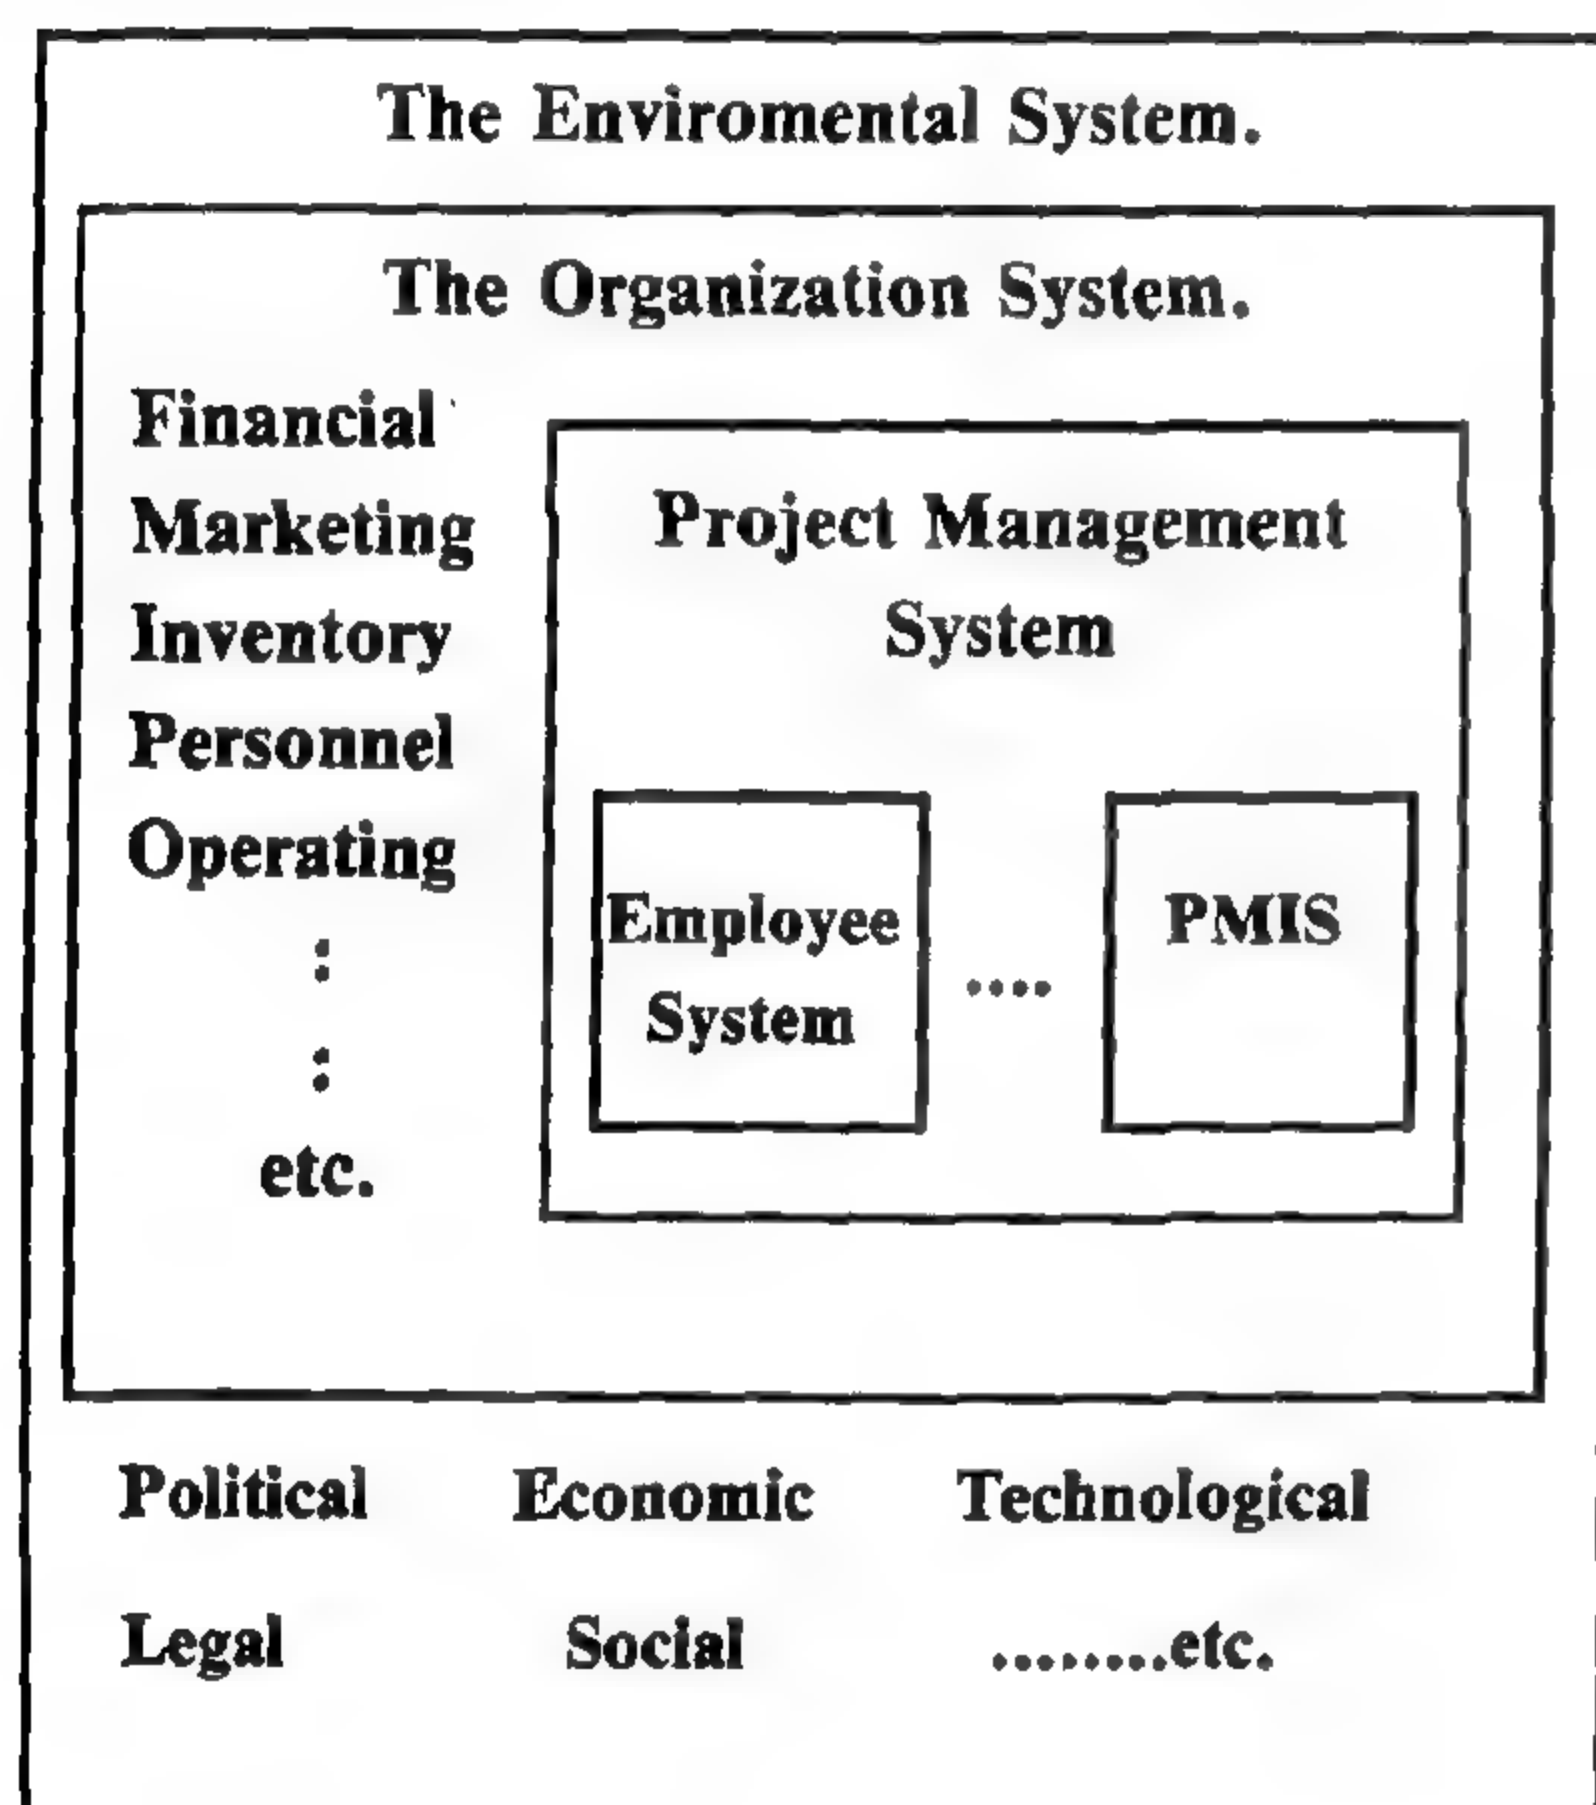 The Enviromental System.
The Organization System.
Financial
Marketing
Inventory
Personnel
Operating
:
:
etc.
Project Management
System
Employee
System
....
PMIS
Political Economic Technological
Legal Social ........etc.